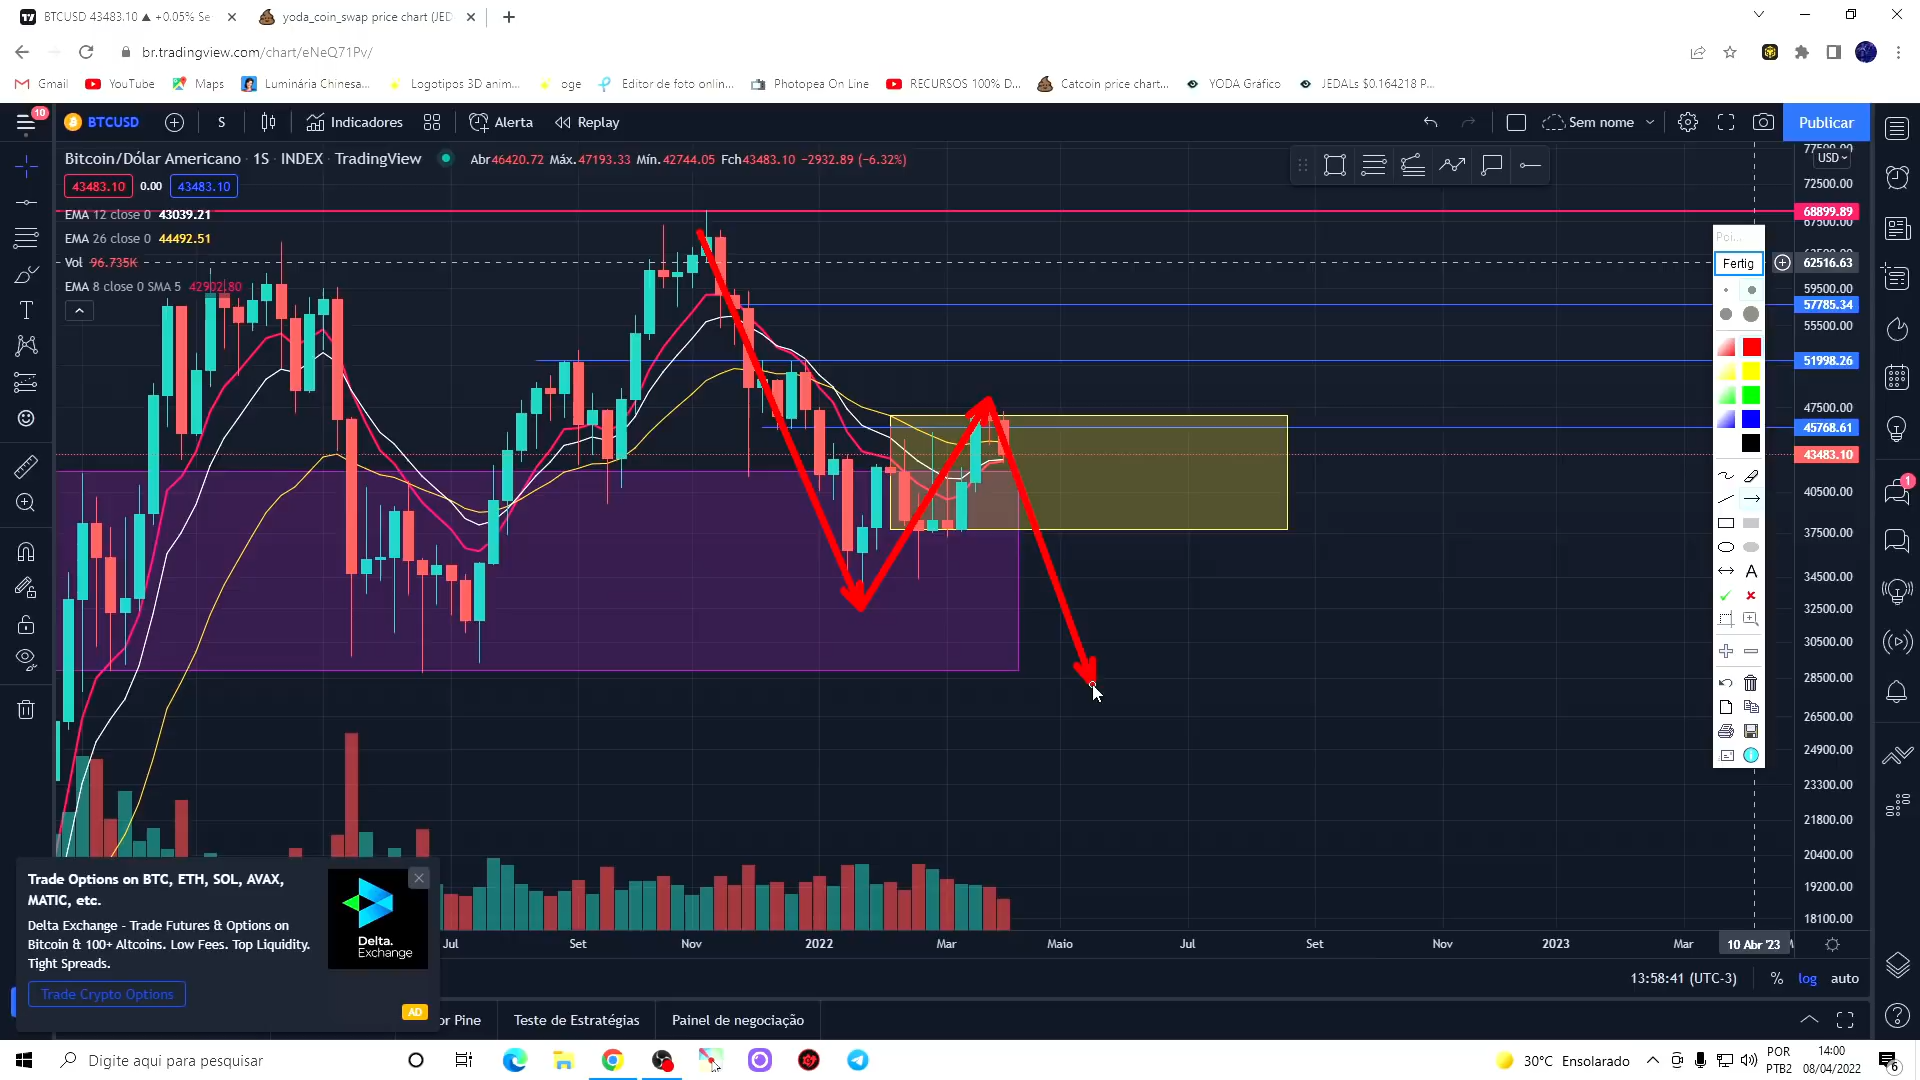 BTCUSD 43483.10 ▲ +0.05% Se
yoda_coin_swap price chart (JED
br.tradingview.com/chart/eNeQ71Pv/
Gmail
YouTube
Maps
Luminária Chinesa...
Logotipos 3D anim...
oge
Editor de foto onlin...
Photopea On Line
RECURSOS 100% D...
Catcoin price chart...
YODA Gráfico
JEDALs $0.164218 P...
10
BTCUSD
S
Indicadores
Alerta
Replay
Sem nome
Publicar
Bitcoin/Dólar Americano · 1S · INDEX · TradingView
Abr46420.72 Máx.47193.33 Mín.42744.05 Fch43483.10 −2932.89 (−6.32%)
43483.10 0.00 43483.10
EMA 12 close 0 43039.21
EMA 26 close 0 44492.51
Vol 96.735K
EMA 8 close 0 SMA 5 42902.80
USD
72500.00
68899.89
62516.63
59500.00
57785.34
55500.00
51998.26
47500.00
45768.61
43483.10
40500.00
37500.00
34500.00
32500.00
30500.00
28500.00
26500.00
24900.00
23300.00
21800.00
20400.00
19200.00
18100.00
Poi...
Fertig
A
1
Trade Options on BTC, ETH, SOL, AVAX,
MATIC, etc.
Delta Exchange - Trade Futures & Options on
Bitcoin & 100+ Altcoins. Low Fees. Top Liquidity.
Tight Spreads.
Trade Crypto Options
Delta.
Exchange
AD
Jul
Set
Nov
2022
Mar
Maio
Jul
Set
Nov
2023
Mar
10 Abr '23
13:58:41 (UTC-3)
%
log
auto
or Pine
Teste de Estratégias
Painel de negociação
Digite aqui para pesquisar
30°C Ensolarado
POR
PTB2
14:00
08/04/2022
6